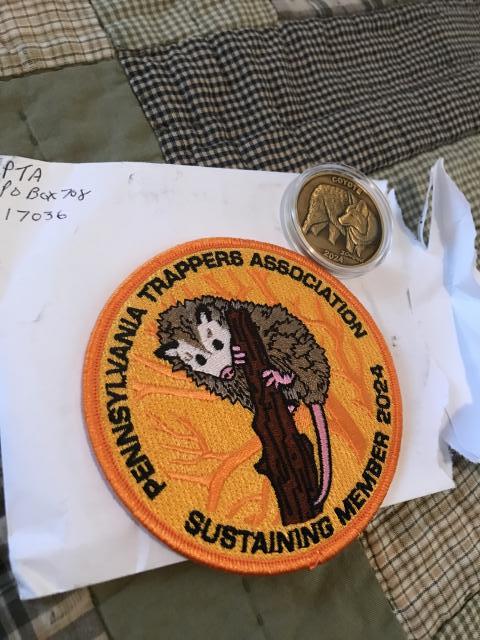 PTA
PO Box 708
17036
COYOTE
2024
PENNSYLVANIA TRAPPERS ASSOCIATION
SUSTAINING MEMBER 2024